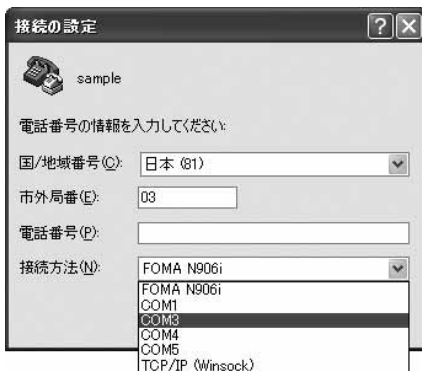 接続の設定
sample
電話番号の情報を入力してください:
国/地域番号(C): 日本 (81)
市外局番(E): 03
電話番号(P):
接続方法(N): FOMA N906i
FOMA N906i
COM1
COM3
COM4
COM5
TCP/IP (Winsock)